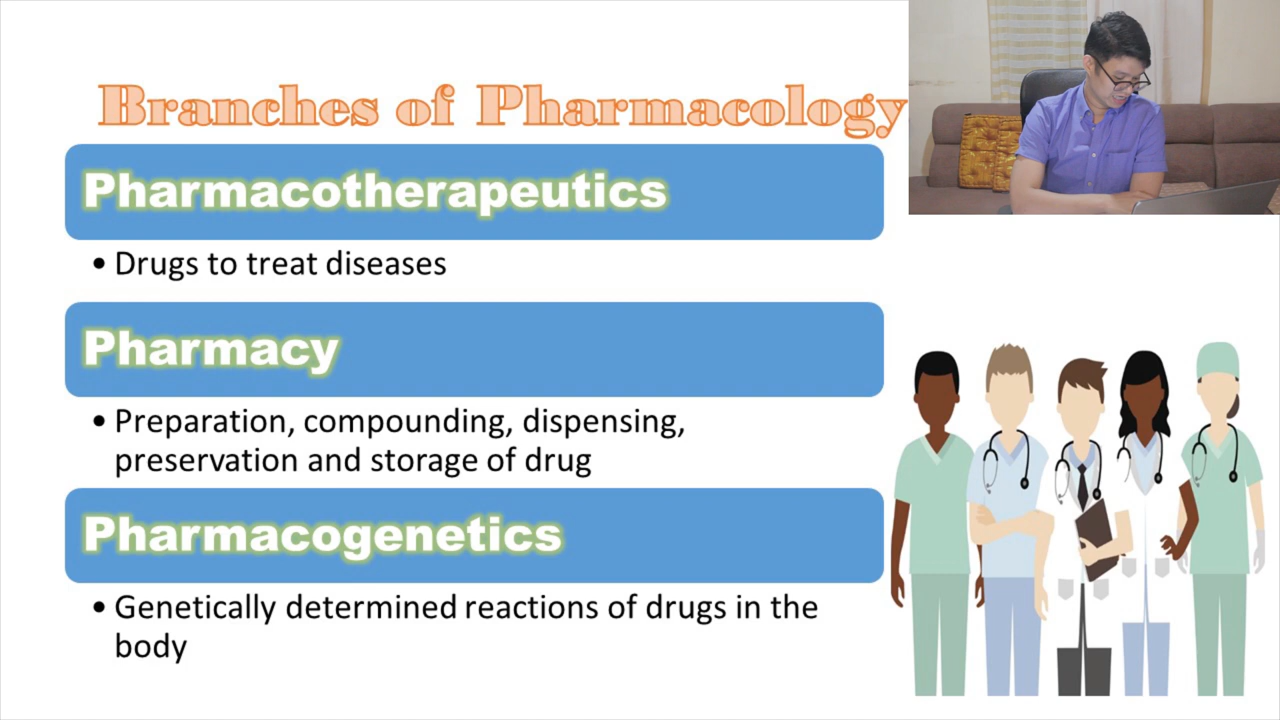 Branches of Pharmacology
Pharmacotherapeutics
• Drugs to treat diseases
Pharmacy
• Preparation, compounding, dispensing,
preservation and storage of drug
Pharmacogenetics
• Genetically determined reactions of drugs in the
body